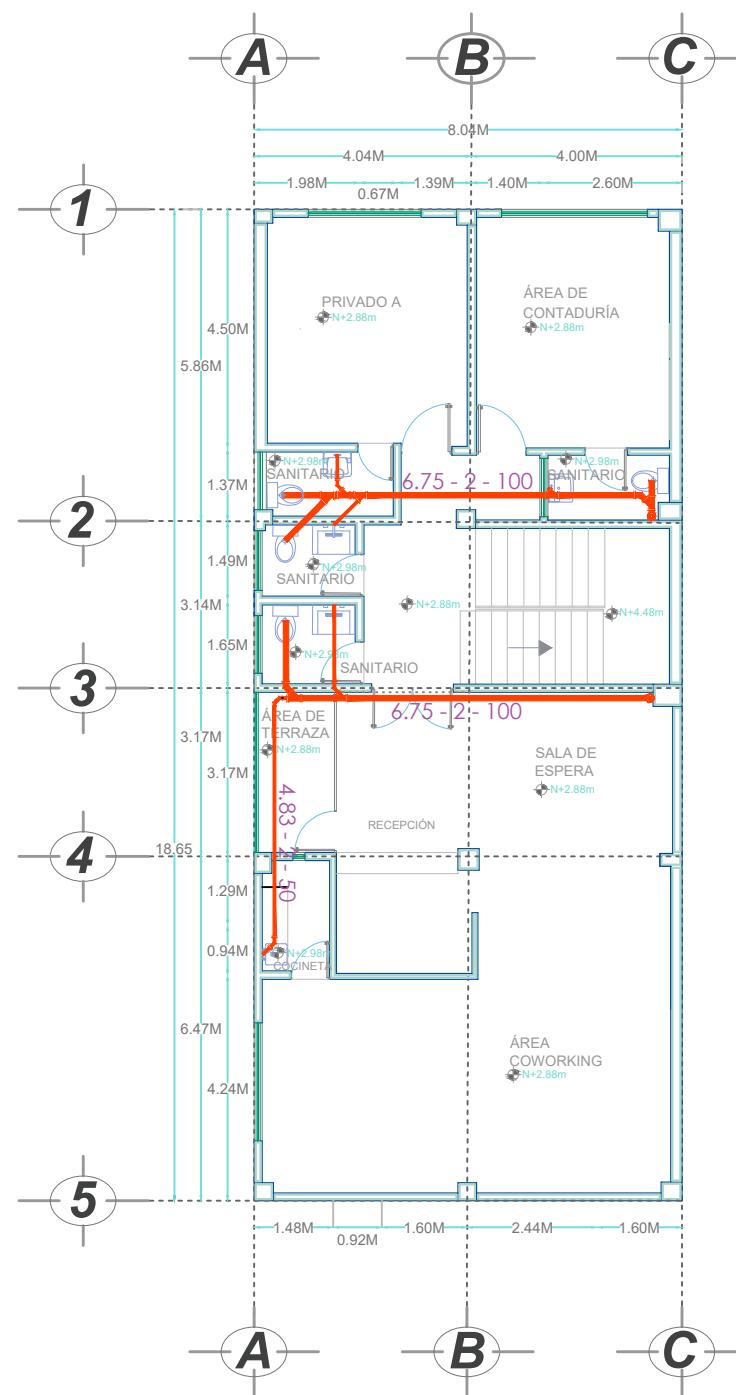 A
B
C
8.04M
4.04M
4.00M
1.98M
0.67M
1.39M
1.40M
2.60M
1
PRIVADO A
N+2.88m
ÁREA DE
CONTADURÍA
N+2.88m
4.50M
5.86M
1.37M
N+2.98m
SANITARIO
6.75 - 2 - 100
N+2.98m
SANITARIO
2
1.49M
3.14M
1.65M
N+2.98m
SANITARIO
N+2.88m
N+4.48m
SANITARIO
3
ÁREA DE
TERRAZA
N+2.88m
6.75 - 2 - 100
3.17M
3.17M
SALA DE
ESPERA
N+2.88m
4.83 - 2 - 50
RECEPCIÓN
18.65
4
1.29M
0.94M
N+2.98m
COCINETA
6.47M
4.24M
ÁREA
COWORKING
N+2.88m
5
1.48M
0.92M
1.60M
2.44M
1.60M
A
B
C